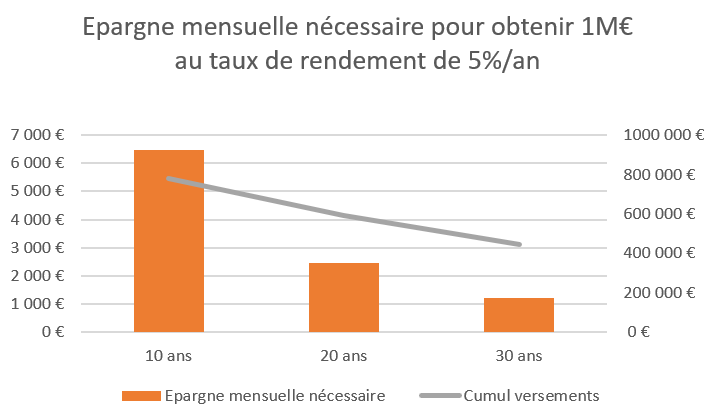 Epargne mensuelle nécessaire pour obtenir 1M€
au taux de rendement de 5%/an
7 000 €
6 000 €
5 000 €
4 000 €
3 000 €
2 000 €
1 000 €
0 €
1000 000 €
800 000 €
600 000 €
400 000 €
200 000 €
0 €
10 ans
20 ans
30 ans
Epargne mensuelle nécessaire
Cumul versements